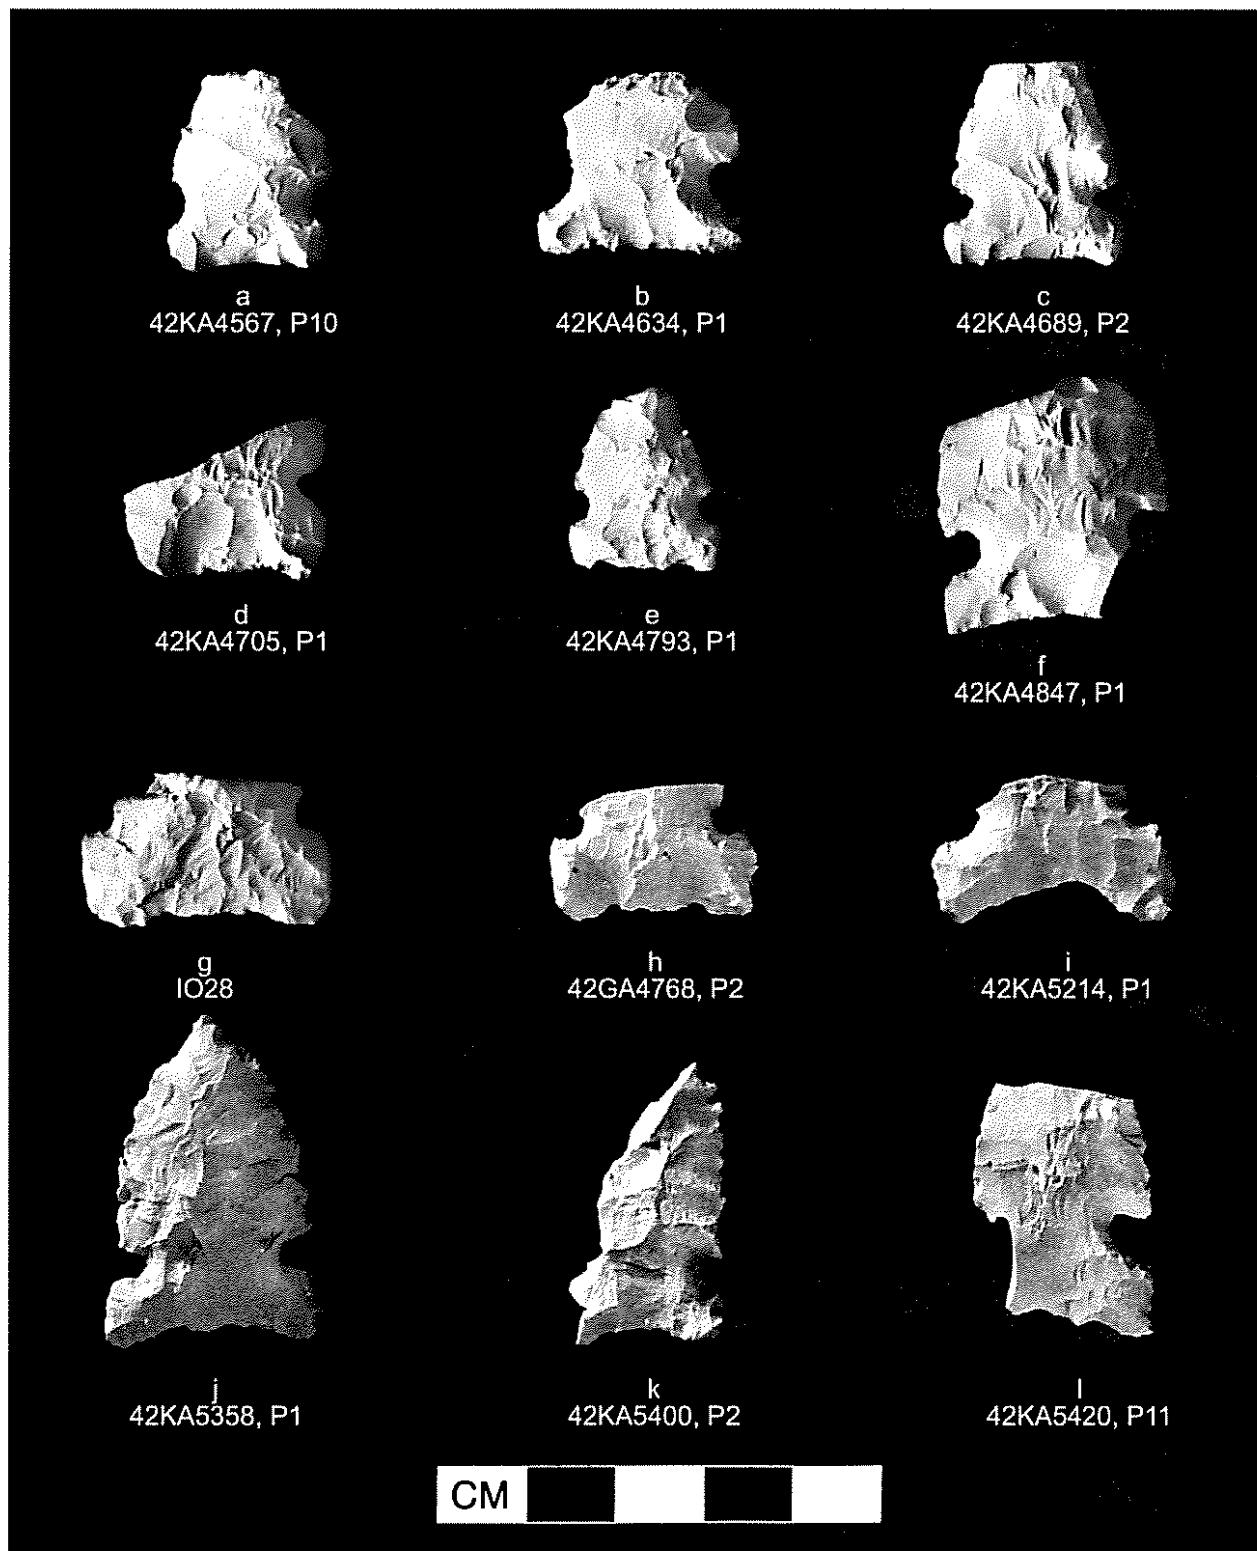 a
42KA4567, P10
b
42KA4634, P1
c
42KA4689, P2
d
42KA4705, P1
e
42KA4793, P1
f
42KA4847, P1
g
IO28
h
42GA4768, P2
i
42KA5214, P1
j
42KA5358, P1
k
42KA5400, P2
l
42KA5420, P11
CM